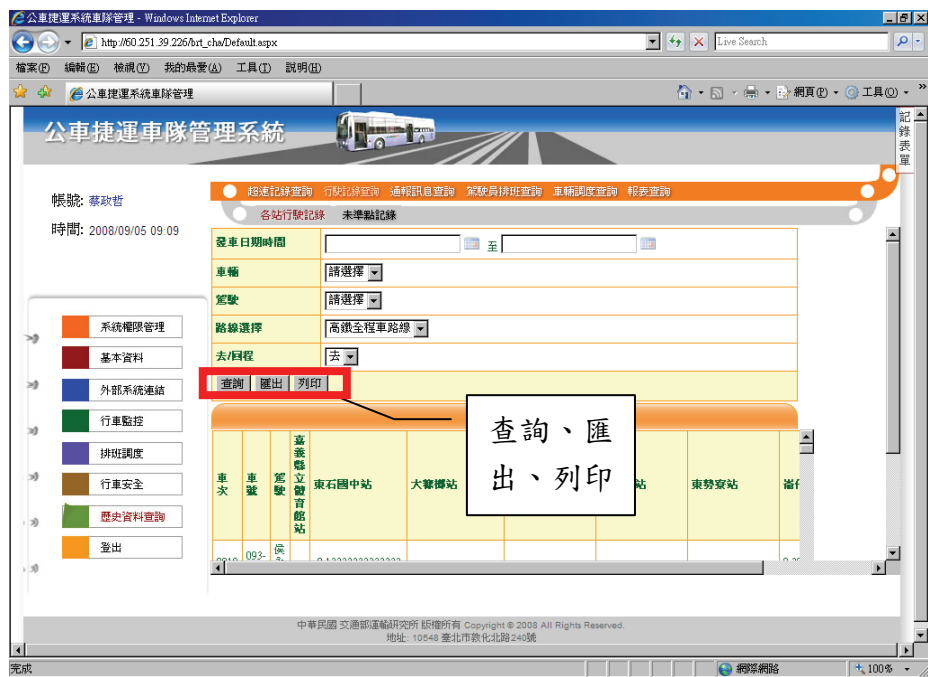 公車捷運系統車隊管理 - Windows Internet Explorer
http://60.251.39.226/brt_cha/Default.aspx
Live Search
檔案(F) 編輯(E) 檢視(V) 我的最愛(A) 工具(T) 說明(H)
公車捷運系統車隊管理
網頁(P) 工具(O)
公車捷運車隊管理系統
記錄表單
帳號: 蔡政哲
時間: 2008/09/05 09:09
超速記錄查詢 行駛記錄查詢 通報訊息查詢 駕駛員排班查詢 車輛調度查詢 報表查詢
各站行駛記錄 未準點記錄
發車日期時間 至
車輛 請選擇
駕駛 請選擇
路線選擇 高鐵全程車路線
去/回程 去
查詢 匯出 列印
系統權限管理
基本資料
外部系統連結
行車監控
排班調度
行車安全
歷史資料查詢
登出
查詢、匯
出、列印
車次 車號 駕駛 嘉義縣立體育館站 東石國中站 大糠榔站 站 東勢寮站
093-
中華民國 交通部運輸研究所 版權所有 Copyright © 2008 All Rights Reserved.
地址: 10548 臺北市敦化北路240號
完成 網際網路 100%